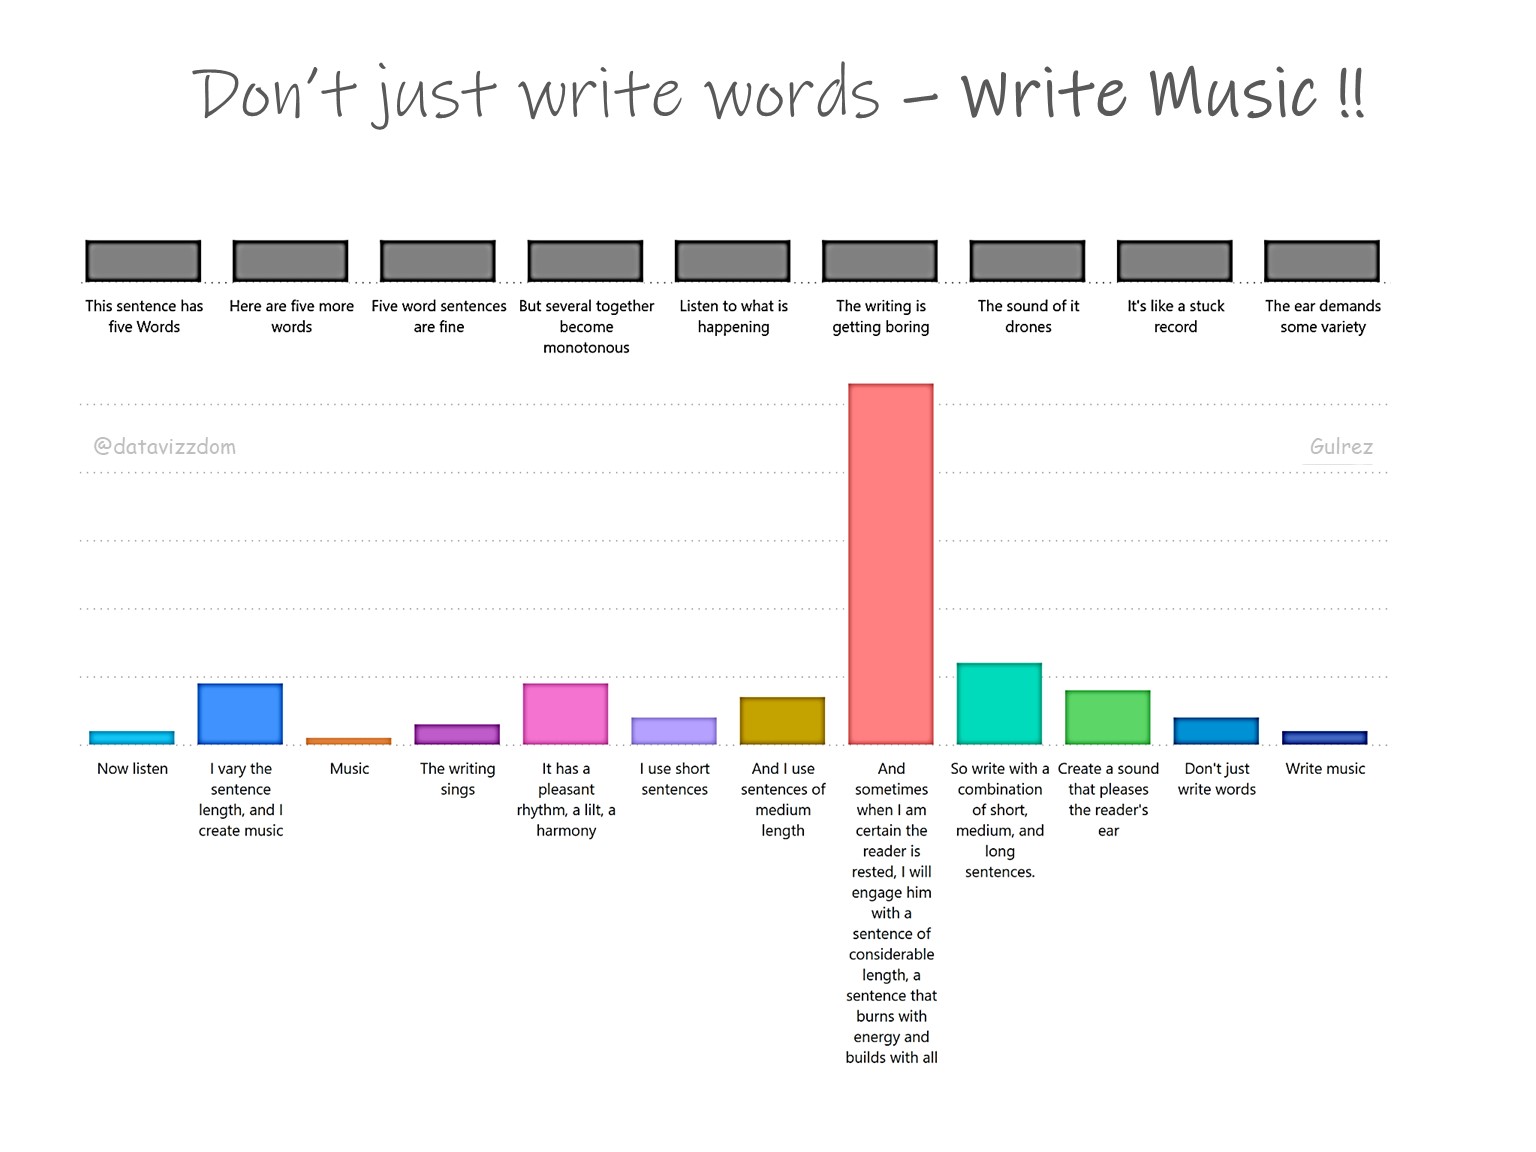 Don't just write words – Write Music !!
This sentence has
five Words
Here are five more
words
Five word sentences
are fine
But several together
become
monotonous
Listen to what is
happening
The writing is
getting boring
The sound of it
drones
It's like a stuck
record
The ear demands
some variety
@datavizzdom
Gulrez
Now listen
I vary the
sentence
length, and I
create music
Music
The writing
sings
It has a
pleasant
rhythm, a lilt, a
harmony
I use short
sentences
And I use
sentences of
medium
length
And
sometimes
when I am
certain the
reader is
rested, I will
engage him
with a
sentence of
considerable
length, a
sentence that
burns with
energy and
builds with all
So write with a
combination
of short,
medium, and
long
sentences.
Create a sound
that pleases
the reader's
ear
Don't just
write words
Write music